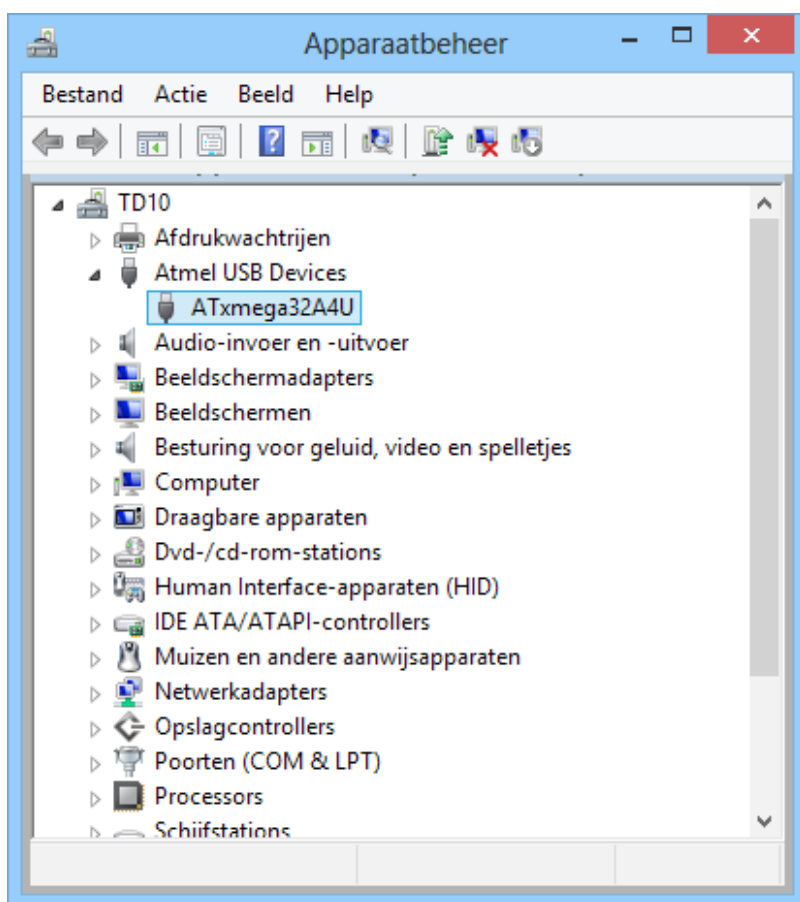 Apparaatbeheer
Bestand Actie Beeld Help
TD10
Afdrukwachtrijen
Atmel USB Devices
ATxmega32A4U
Audio-invoer en -uitvoer
Beeldschermadapters
Beeldschermen
Besturing voor geluid, video en spelletjes
Computer
Draagbare apparaten
Dvd-/cd-rom-stations
Human Interface-apparaten (HID)
IDE ATA/ATAPI-controllers
Muizen en andere aanwijsapparaten
Netwerkadapters
Opslagcontrollers
Poorten (COM & LPT)
Processors
Schijfstations